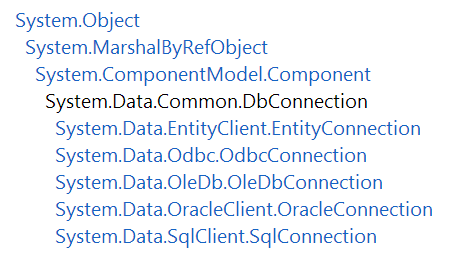 System.Object
System.MarshalByRefObject
System.ComponentModel.Component
System.Data.Common.DbConnection
System.Data.EntityClient.EntityConnection
System.Data.Odbc.OdbcConnection
System.Data.OleDb.OleDbConnection
System.Data.OracleClient.OracleConnection
System.Data.SqlClient.SqlConnection